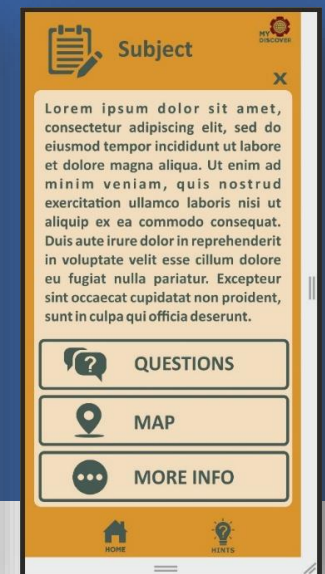 Subject
MY
DISCOVER
X
Lorem ipsum dolor sit amet,
consectetur adipiscing elit, sed do
eiusmod tempor incididunt ut labore
et dolore magna aliqua. Ut enim ad
minim veniam, quis nostrud
exercitation ullamco laboris nisi ut
aliquip ex ea commodo consequat.
Duis aute irure dolor in reprehenderit
in voluptate velit esse cillum dolore
eu fugiat nulla pariatur. Excepteur
sint occaecat cupidatat non proident,
sunt in culpa qui officia deserunt.
QUESTIONS
MAP
MORE INFO
HOME
HINTS